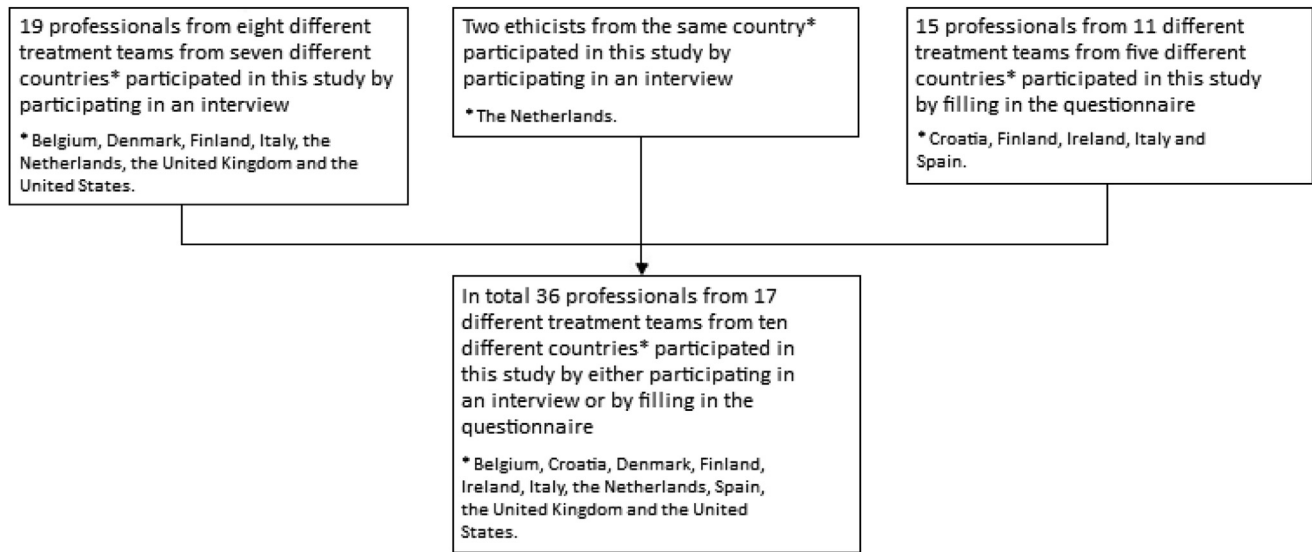 19 professionals from eight different
treatment teams from seven different
countries* participated in this study by
participating in an interview
* Belgium, Denmark, Finland, Italy, the
Netherlands, the United Kingdom and the
United States.
Two ethicists from the same country*
participated in this study by
participating in an interview
* The Netherlands.
15 professionals from 11 different
treatment teams from five different
countries* participated in this study
by filling in the questionnaire
* Croatia, Finland, Ireland, Italy and
Spain.
In total 36 professionals from 17
different treatment teams from ten
different countries* participated in
this study by either participating in
an interview or by filling in the
questionnaire
* Belgium, Croatia, Denmark, Finland,
Ireland, Italy, the Netherlands, Spain,
the United Kingdom and the United
States.